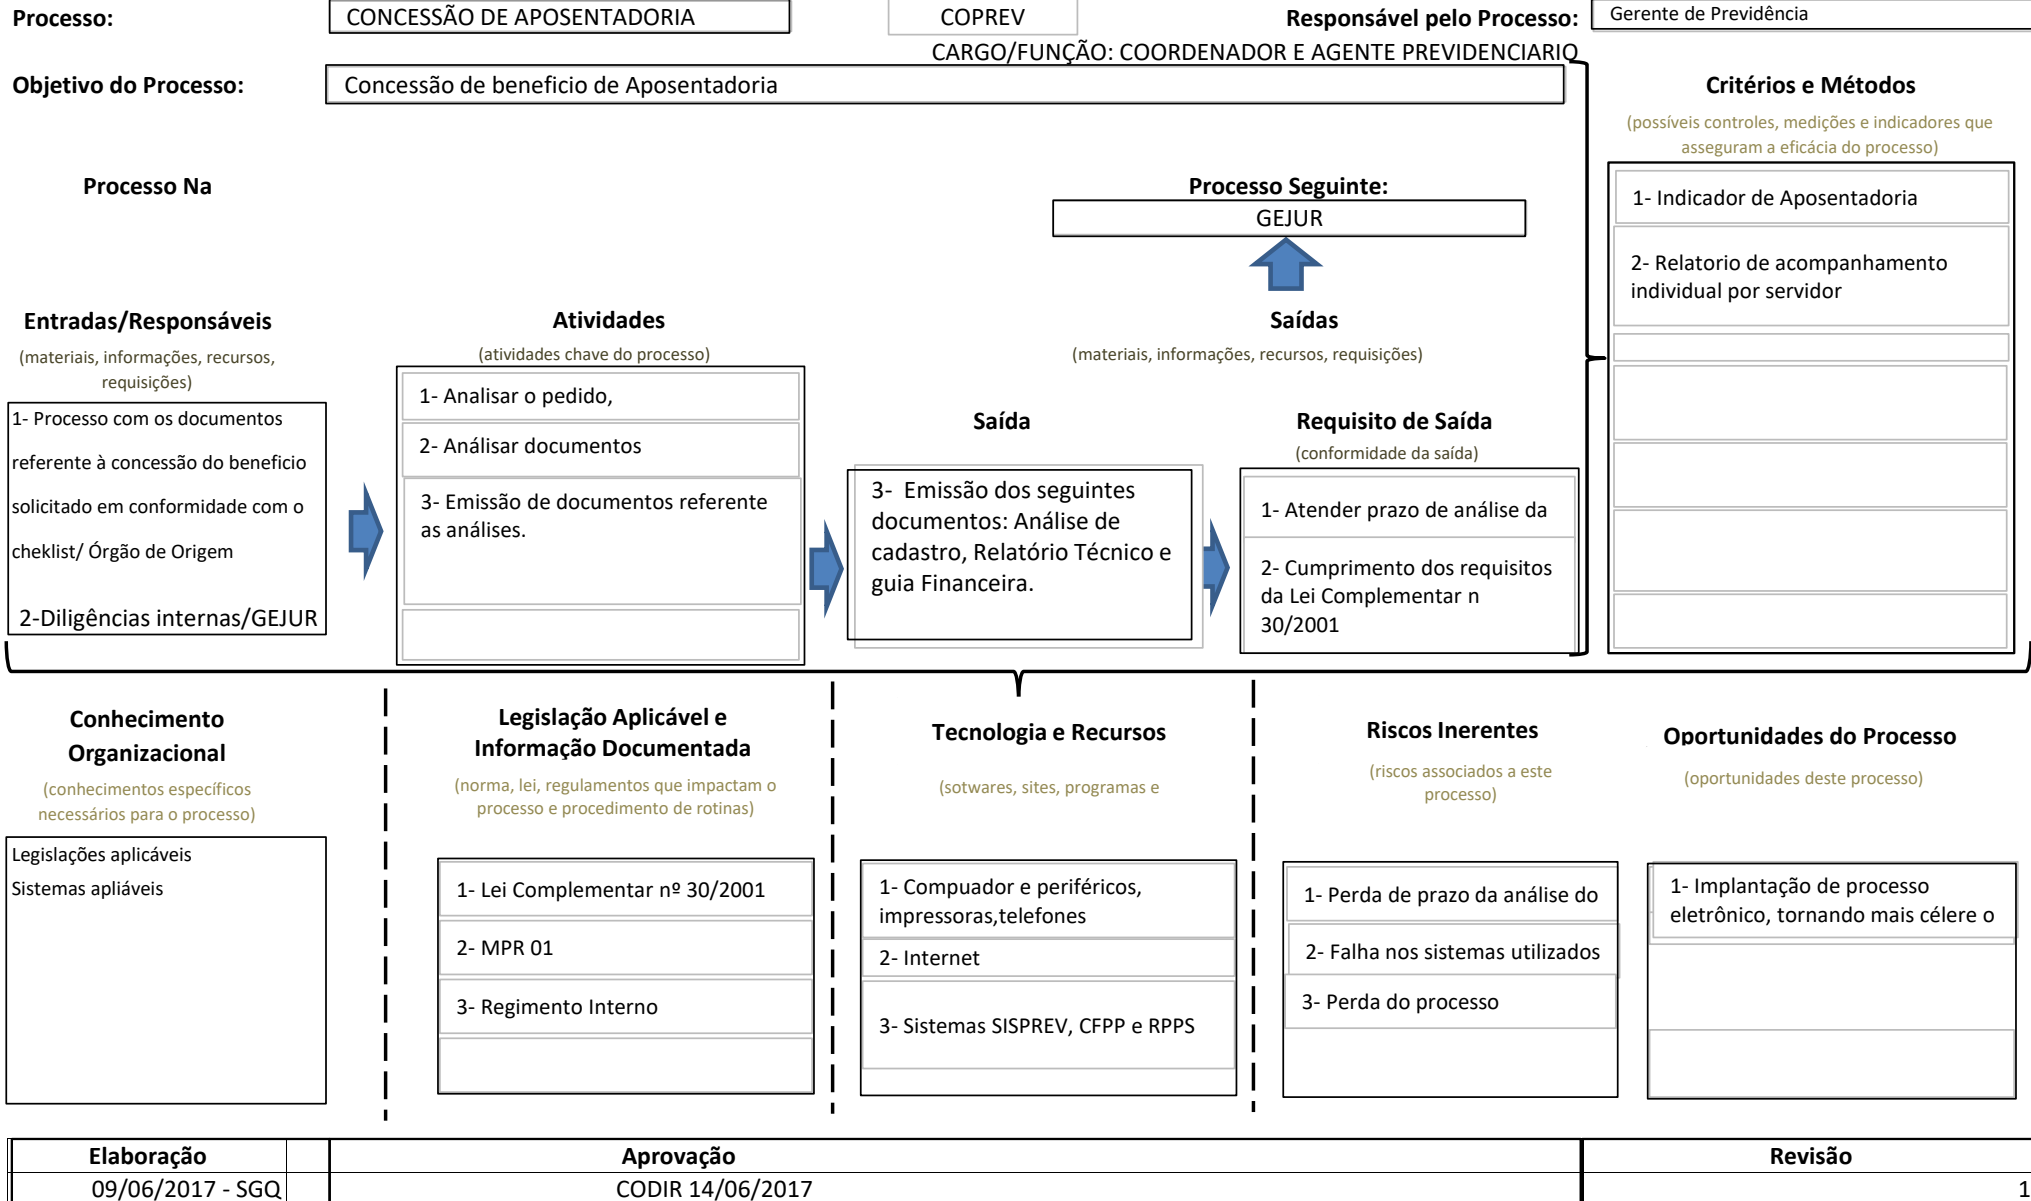 Processo:
CONCESSÃO DE APOSENTADORIA
COPREV
Responsável pelo Processo:
Gerente de Previdência
CARGO/FUNÇÃO: COORDENADOR E AGENTE PREVIDENCIARIO
Objetivo do Processo:
Concessão de beneficio de Aposentadoria
Critérios e Métodos
(possíveis controles, medições e indicadores que
asseguram a eficácia do processo)
1- Indicador de Aposentadoria
2- Relatorio de acompanhamento
individual por servidor
Processo Na
Processo Seguinte:
GEJUR
Entradas/Responsáveis
(materiais, informações, recursos,
requisições)
1- Processo com os documentos
referente à concessão do beneficio
solicitado em conformidade com o
cheklist/ Órgão de Origem
2-Diligências internas/GEJUR
Atividades
(atividades chave do processo)
1- Analisar o pedido,
2- Análisar documentos
3- Emissão de documentos referente
as análises.
Saídas
(materiais, informações, recursos, requisições)
Saída
3- Emissão dos seguintes
documentos: Análise de
cadastro, Relatório Técnico e
guia Financeira.
Requisito de Saída
(conformidade da saída)
1- Atender prazo de análise da
2- Cumprimento dos requisitos
da Lei Complementar n
30/2001
Conhecimento
Organizacional
(conhecimentos específicos
necessários para o processo)
Legislações aplicáveis
Sistemas apliáveis
Legislação Aplicável e
Informação Documentada
(norma, lei, regulamentos que impactam o
processo e procedimento de rotinas)
1- Lei Complementar nº 30/2001
2- MPR 01
3- Regimento Interno
Tecnologia e Recursos
(sotwares, sites, programas e
1- Compuador e periféricos,
impressoras,telefones
2- Internet
3- Sistemas SISPREV, CFPP e RPPS
Riscos Inerentes
(riscos associados a este
processo)
1- Perda de prazo da análise do
2- Falha nos sistemas utilizados
3- Perda do processo
Oportunidades do Processo
(oportunidades deste processo)
1- Implantação de processo
eletrônico, tornando mais célere o
Elaboração
Aprovação
Revisão
09/06/2017 - SGQ
CODIR 14/06/2017
1